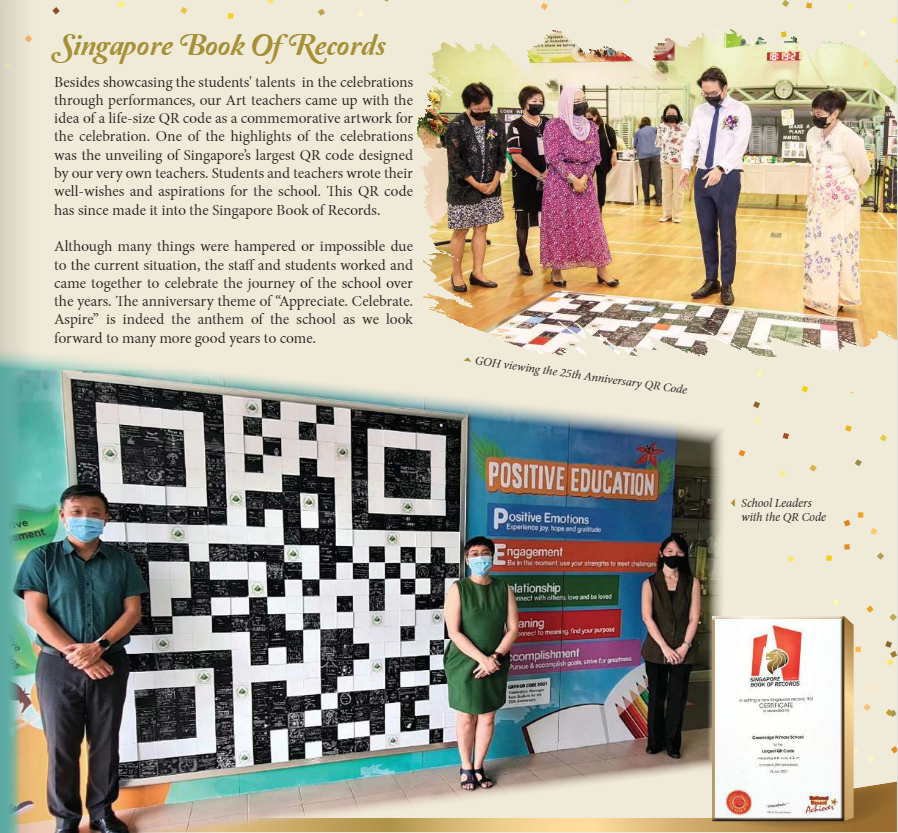 Singapore Book Of Records
Besides showcasing the students' talents in the celebrations
through performances, our Art teachers came up with the
idea of a life-size QR code as a commemorative artwork for
the celebration. One of the highlights of the celebrations
was the unveiling of Singapore's largest QR code designed
by our very own teachers. Students and teachers wrote their
well-wishes and aspirations for the school. This QR code
has since made it into the Singapore Book of Records.
Although many things were hampered or impossible due
to the current situation, the staff and students worked and
came together to celebrate the journey of the school over
the years. The anniversary theme of “Appreciate. Celebrate.
Aspire” is indeed the anthem of the school as we look
forward to many more good years to come.
MAKE A
PLANT
MODEL
GOH viewing the 25th Anniversary QR Code
POSITIVE EDUCATION
Positive Emotions
Experience joy, hope and gratitude
Engagement
Be in the moment, use your strengths to meet challenges
elationship
onnect with others, love and be loved
aning
onnect to meaning, find your purpose
ccomplishment
Pursue & accomplish goals, strive for greatness
School Leaders
with the QR Code
SINGAPORE
BOOK OF RECORDS
CERTIFICATE
Greenridge Primary School
Largest QR Code
Achiever